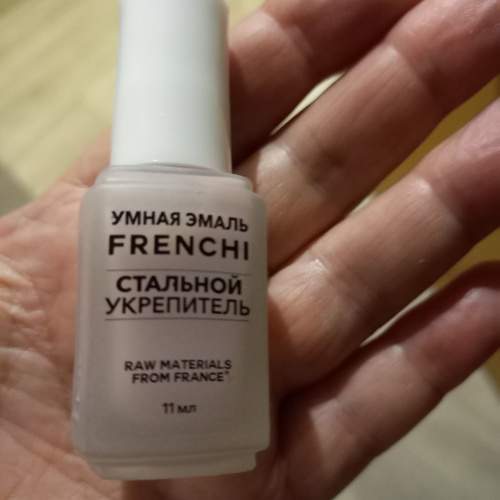 УМНАЯ ЭМАЛЬ
FRENCHI
СТАЛЬНОЙ
УКРЕПИТЕЛЬ
RAW MATERIALS
FROM FRANCE*
11 мл